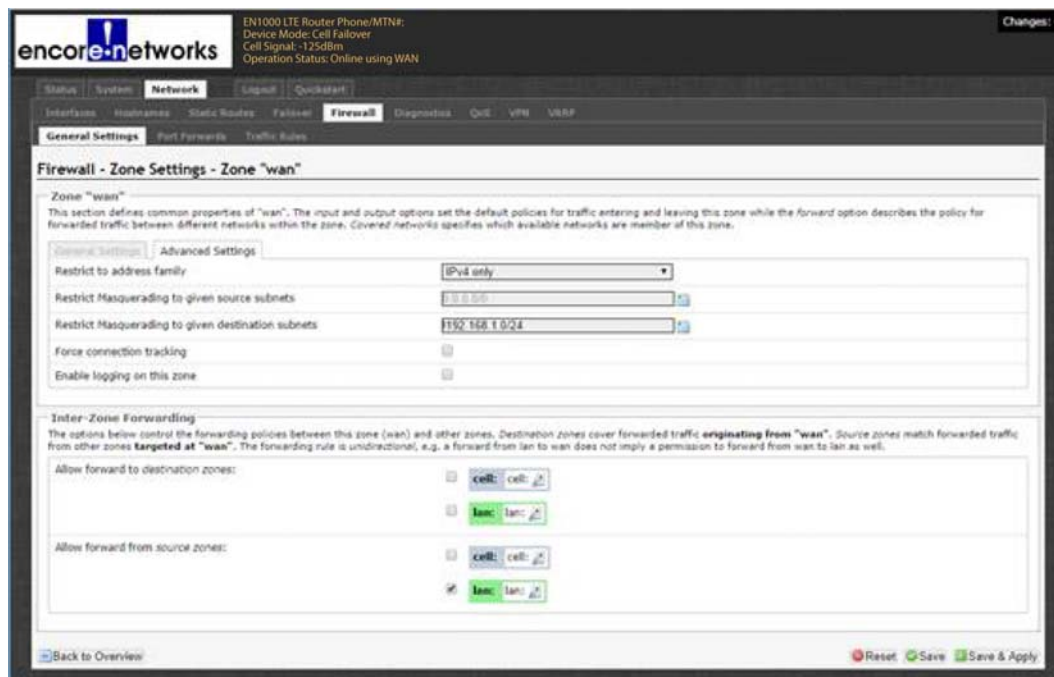 encore!networks
EN1000 LTE Router Phone/MTN#:
Device Mode: Cell Failover
Cell Signal: -125dBm
Operation Status: Online using WAN
Changes:
Status System Network Logout Quickstart
Interfaces Hostnames Static Routes Failover Firewall Diagnostics QoS VPN VRRP
General Settings Port Forwards Traffic Rules
Firewall - Zone Settings - Zone "wan"
Zone "wan"
This section defines common properties of "wan". The input and output options set the default policies for traffic entering and leaving this zone while the forward option describes the policy for
forwarded traffic between different networks within the zone. Covered networks specifies which available networks are member of this zone.
General Settings Advanced Settings
Restrict to address family IPv4 only
Restrict Masquerading to given source subnets 0.0.0.0/0
Restrict Masquerading to given destination subnets !192.168.1.0/24
Force connection tracking
Enable logging on this zone
Inter-Zone Forwarding
The options below control the forwarding policies between this zone (wan) and other zones. Destination zones cover forwarded traffic originating from "wan". Source zones match forwarded traffic
from other zones targeted at "wan". The forwarding rule is unidirectional, e.g. a forward from lan to wan does not imply a permission to forward from wan to lan as well.
Allow forward to destination zones:
cell: cell:
lan: lan:
Allow forward from source zones:
cell: cell:
lan: lan:
Back to Overview
Reset Save Save & Apply